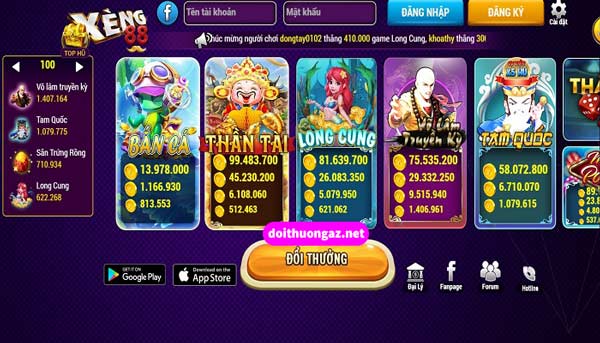 XÈNG
88
Tên tài khoản
Mật khẩu
ĐĂNG NHẬP
ĐĂNG KÝ
Cài đặt
TOP HŨ
Chúc mừng người chơi dongtay0102 thắng 410.000 game Long Cung, khoathy thắng 30
100
Võ lâm truyền kỳ
1.407.164
Tam Quốc
1.079.775
Săn Trứng Rồng
710.934
Long Cung
622.268
BẮN CÁ
13.978.000
1.166.930
813.553
THẦN TÀI
99.483.700
45.230.200
6.108.060
512.463
LONG CUNG
81.639.700
26.083.350
5.079.950
621.062
Võ Lâm
Truyền Kỳ
75.535.200
29.332.250
9.515.940
1.406.961
TAM QUỐC
58.072.800
6.710.070
1.079.615
doithuongaz.net
ĐỔI THƯỞNG
GET IT ON
Google Play
Download on the
App Store
Đại Lý
Fanpage
Forum
Hotline